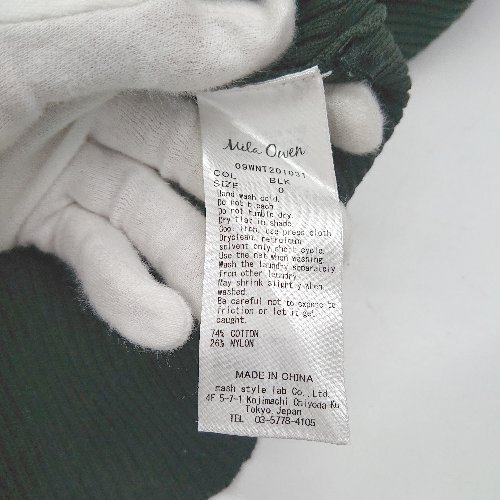 Mila Owen
09WNT201031
COL BLK
SIZE 0
Hand wash cold.
Do not bleach.
Do not tumble dry.
Dry flat in shade.
Cool iron, use press cloth
Dryclean, petroleum
solvent only short cycle.
Use the net when washing.
Wash the laundry separately
from other laundry.
May shrink slightly when
washed.
Be careful not to expose to
friction or let it get
caught.
74% COTTON
26% NYLON
MADE IN CHINA
mash style lab Co., Ltd.
4F 5-7-1 Kojimachi Chiyoda-Ku
Tokyo Japan
TEL 03-5778-4105